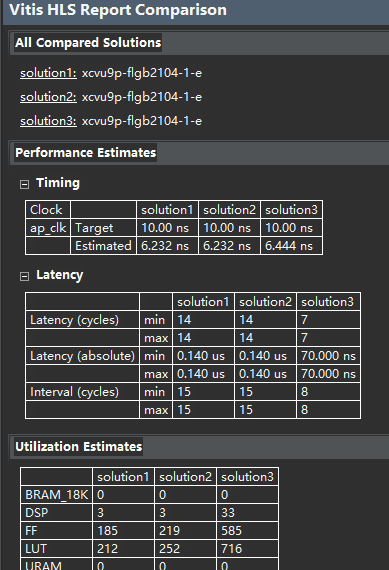 Vitis HLS Report Comparison
All Compared Solutions
solution1: xcvu9p-flgb2104-1-e
solution2: xcvu9p-flgb2104-1-e
solution3: xcvu9p-flgb2104-1-e
Performance Estimates
Timing
Clock solution1 solution2 solution3
ap_clk Target 10.00 ns 10.00 ns 10.00 ns
Estimated 6.232 ns 6.232 ns 6.444 ns
Latency
solution1 solution2 solution3
Latency (cycles) min 14 14 7
max 14 14 7
Latency (absolute) min 0.140 us 0.140 us 70.000 ns
max 0.140 us 0.140 us 70.000 ns
Interval (cycles) min 15 15 8
max 15 15 8
Utilization Estimates
solution1 solution2 solution3
BRAM_18K 0 0 0
DSP 3 3 33
FF 185 219 585
LUT 212 252 716
URAM 0 0 0